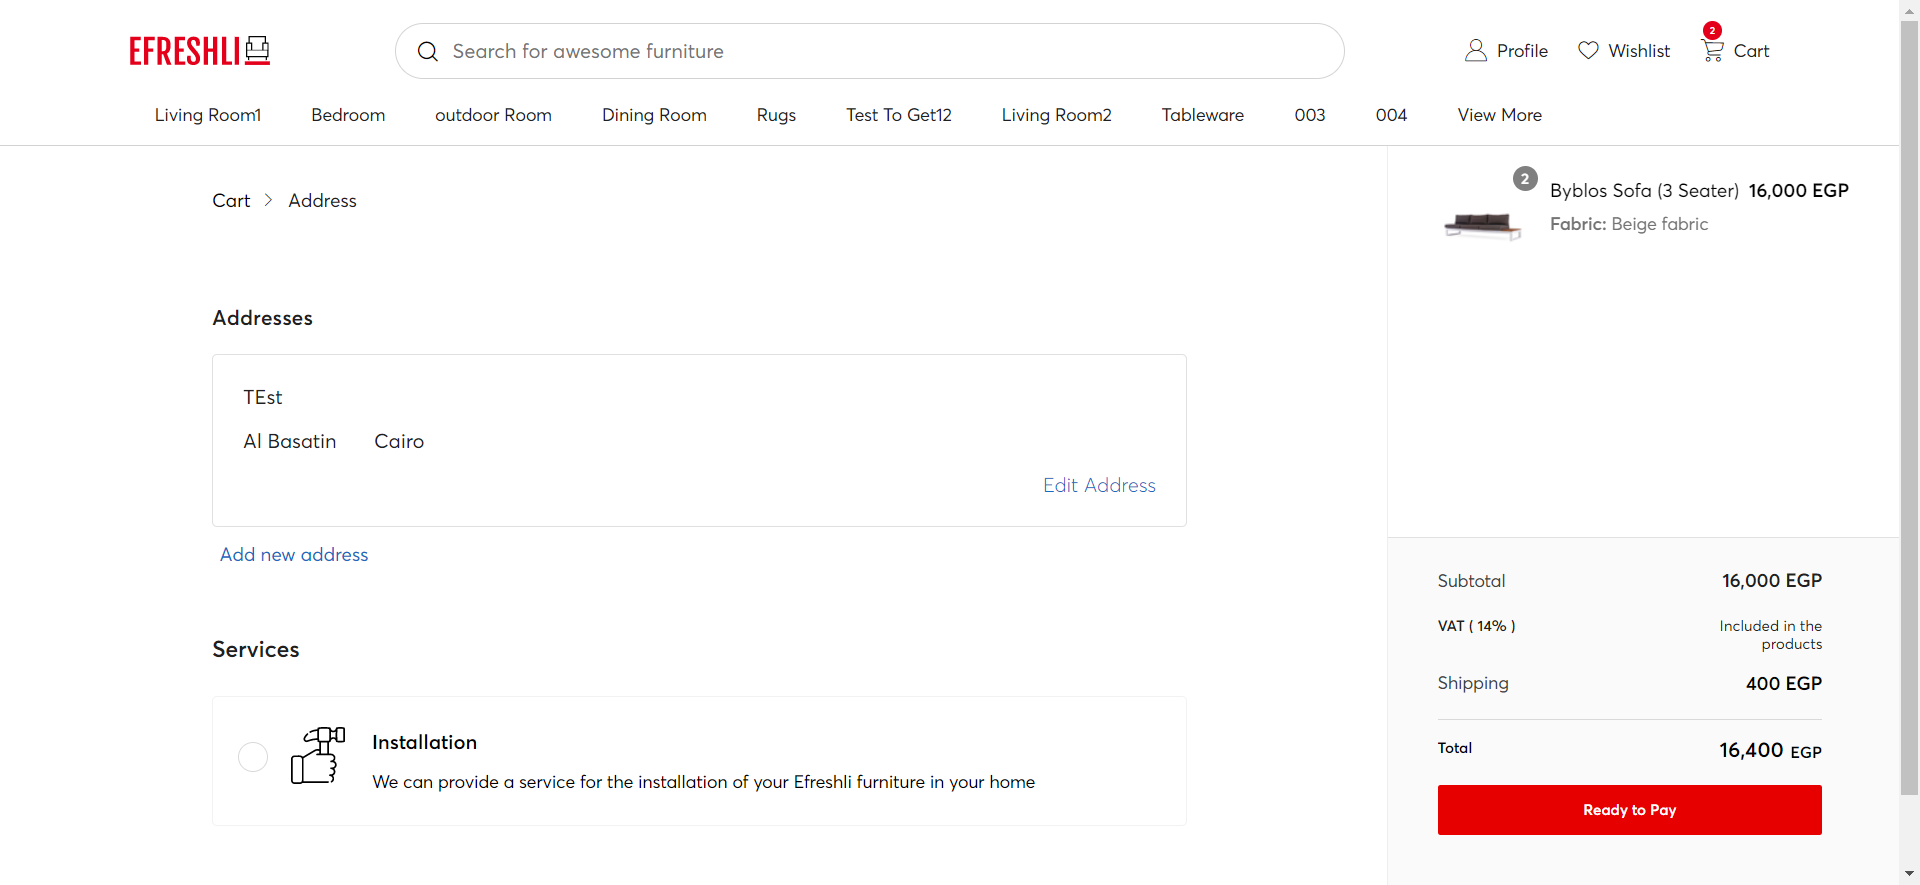 EFRESHLI
Search for awesome furniture
Profile
Wishlist
2
Cart
Living Room1
Bedroom
outdoor Room
Dining Room
Rugs
Test To Get12
Living Room2
Tableware
003
004
View More
Cart
Address
Addresses
TEst
Al Basatin Cairo
Edit Address
Add new address
Services
Installation
We can provide a service for the installation of your Efreshli furniture in your home
2
Byblos Sofa (3 Seater) 16,000 EGP
Fabric: Beige fabric
Subtotal 16,000 EGP
VAT ( 14% ) Included in the
products
Shipping 400 EGP
Total 16,400 EGP
Ready to Pay